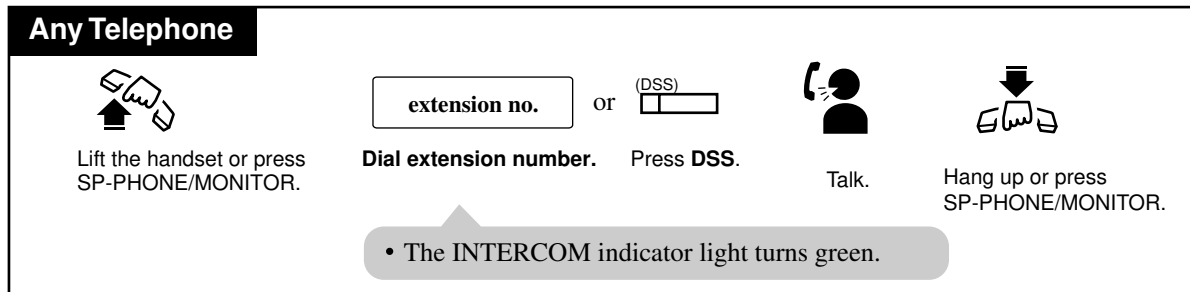 Any Telephone
extension no.
or
(DSS)
Lift the handset or press
SP-PHONE/MONITOR.
Dial extension number.
Press DSS.
Talk.
Hang up or press
SP-PHONE/MONITOR.
• The INTERCOM indicator light turns green.